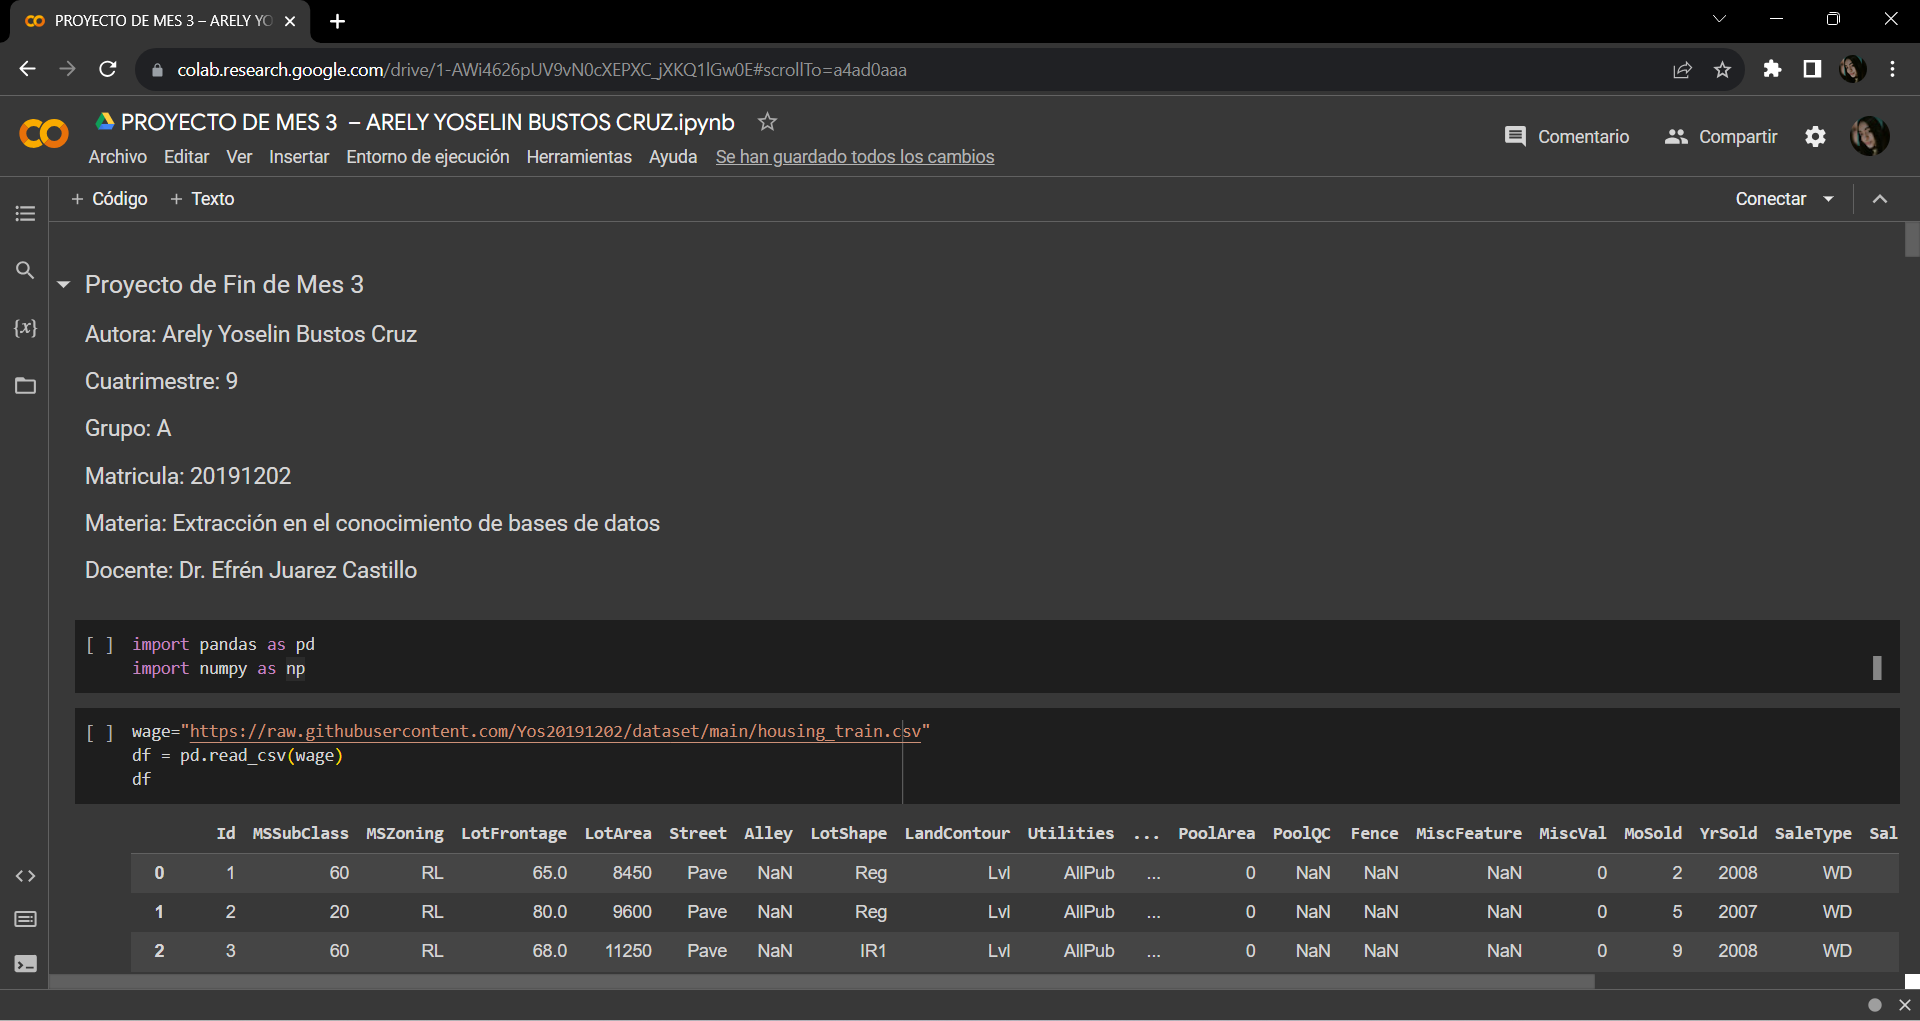 PROYECTO DE MES 3 – ARELY YO
colab.research.google.com/drive/1-AWi4626pUV9vN0cXEPXC_jXKQ1lGw0E#scrollTo=a4ad0aaa
PROYECTO DE MES 3 – ARELY YOSELIN BUSTOS CRUZ.ipynb
Comentario Compartir
Archivo Editar Ver Insertar Entorno de ejecución Herramientas Ayuda Se han guardado todos los cambios
+ Código + Texto Conectar
Proyecto de Fin de Mes 3
Autora: Arely Yoselin Bustos Cruz
Cuatrimestre: 9
Grupo: A
Matricula: 20191202
Materia: Extracción en el conocimiento de bases de datos
Docente: Dr. Efrén Juarez Castillo
[ ] import pandas as pd
import numpy as np
[ ] wage="https://raw.githubusercontent.com/Yos20191202/dataset/main/housing_train.csv"
df = pd.read_csv(wage)
df
Id MSSubClass MSZoning LotFrontage LotArea Street Alley LotShape LandContour Utilities ... PoolArea PoolQC Fence MiscFeature MiscVal MoSold YrSold SaleType Sal
0 1 60 RL 65.0 8450 Pave NaN Reg Lvl AllPub ... 0 NaN NaN NaN 0 2 2008 WD
1 2 20 RL 80.0 9600 Pave NaN Reg Lvl AllPub ... 0 NaN NaN NaN 0 5 2007 WD
2 3 60 RL 68.0 11250 Pave NaN IR1 Lvl AllPub ... 0 NaN NaN NaN 0 9 2008 WD